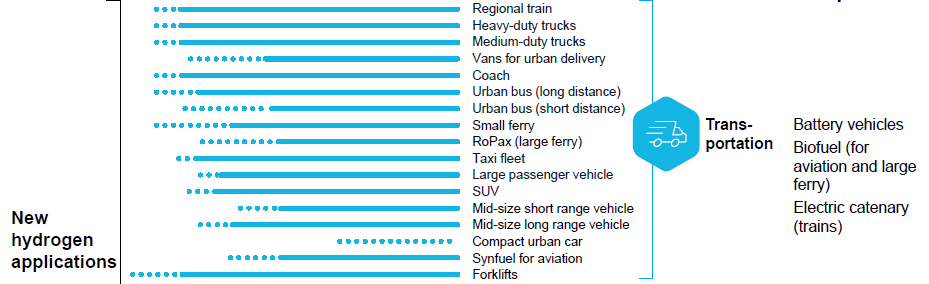 Regional train
Heavy-duty trucks
Medium-duty trucks
Vans for urban delivery
Coach
Urban bus (long distance)
Urban bus (short distance)
Small ferry
RoPax (large ferry)
Taxi fleet
Large passenger vehicle
SUV
Mid-size short range vehicle
Mid-size long range vehicle
Compact urban car
Synfuel for aviation
Forklifts
New
hydrogen
applications
Trans-
portation
Battery vehicles
Biofuel (for
aviation and large
ferry)
Electric catenary
(trains)